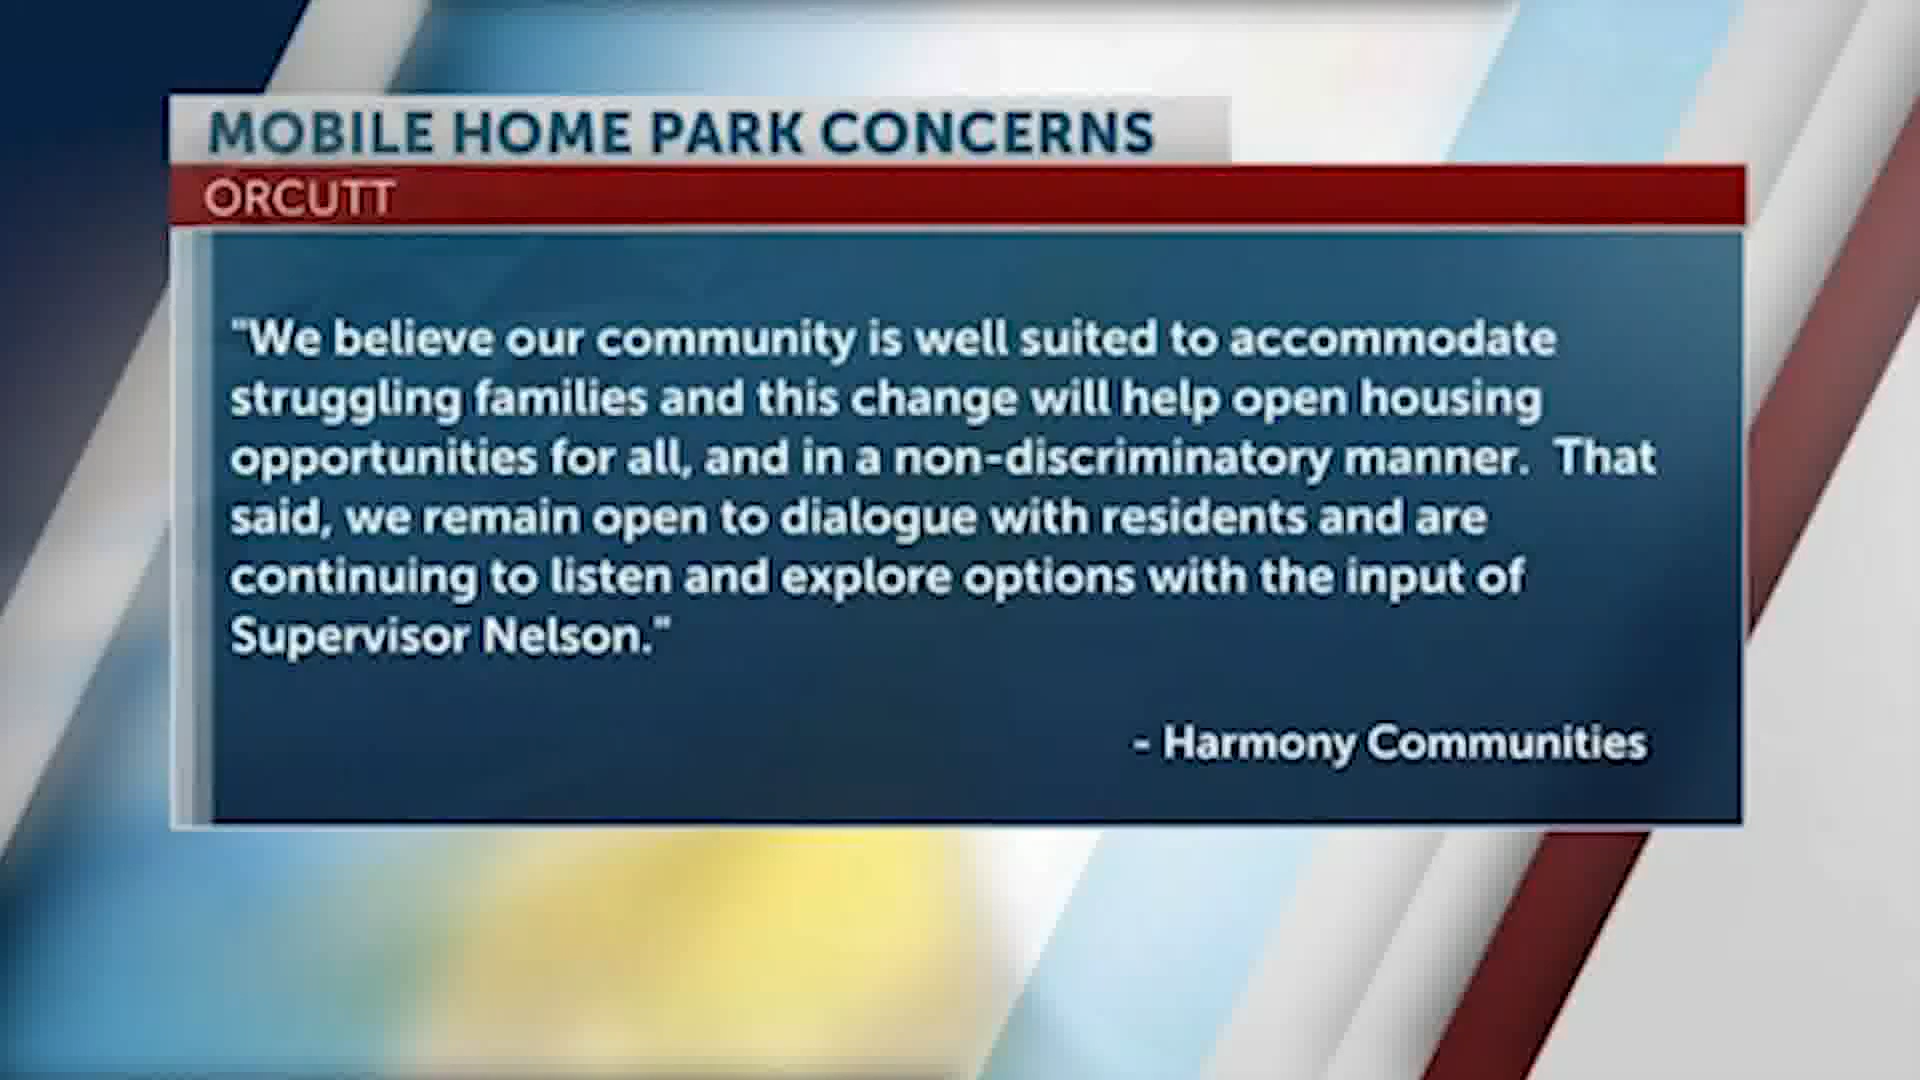 MOBILE HOME PARK CONCERNS
ORCUTT
"We believe our community is well suited to accommodate
struggling families and this change will help open housing
opportunities for all, and in a non-discriminatory manner.  That
said, we remain open to dialogue with residents and are
continuing to listen and explore options with the input of
Supervisor Nelson."
- Harmony Communities